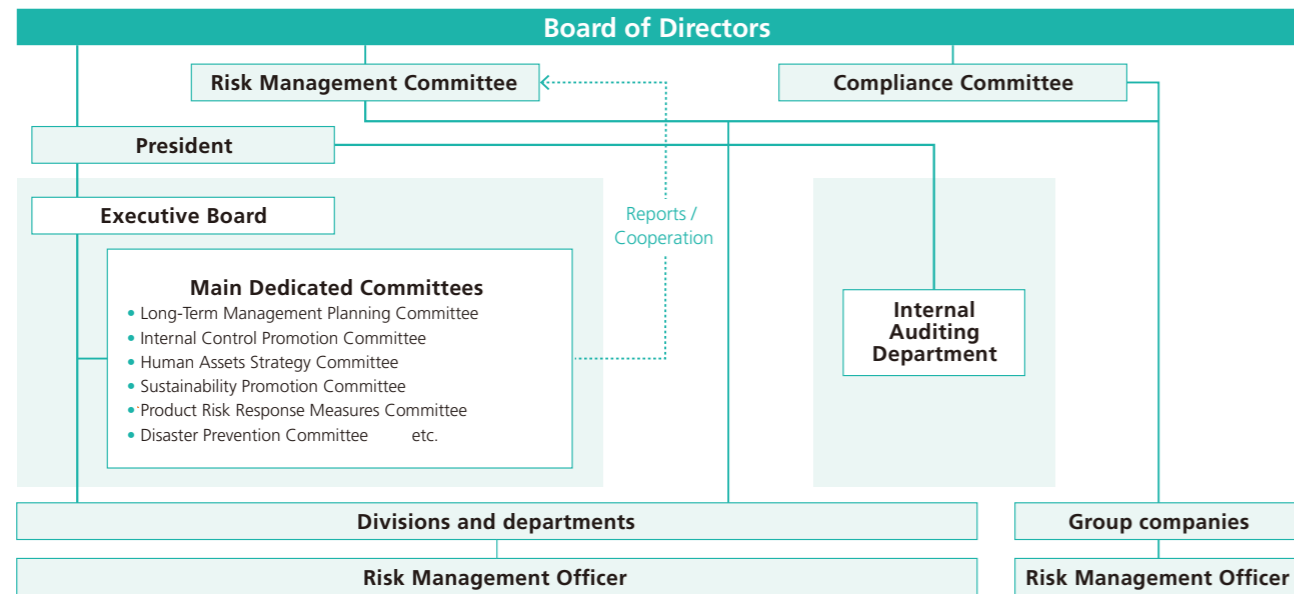 Board of Directors
Risk Management Committee
Compliance Committee
President
Executive Board
Reports /
Cooperation
Main Dedicated Committees
• Long-Term Management Planning Committee
• Internal Control Promotion Committee
• Human Assets Strategy Committee
• Sustainability Promotion Committee
• Product Risk Response Measures Committee
• Disaster Prevention Committee etc.
Internal
Auditing
Department
Divisions and departments
Group companies
Risk Management Officer
Risk Management Officer